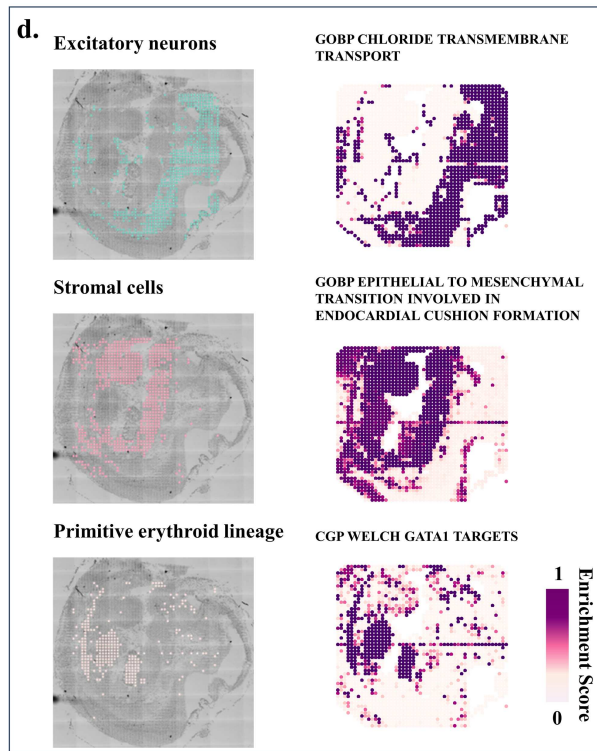 d.
Excitatory neurons
GOBP CHLORIDE TRANSMEMBRANE
TRANSPORT
Stromal cells
GOBP EPITHELIAL TO MESENCHYMAL
TRANSITION INVOLVED IN
ENDOCARDIAL CUSHION FORMATION
Primitive erythroid lineage
CGP WELCH GATA1 TARGETS
1
Enrichment Score
0